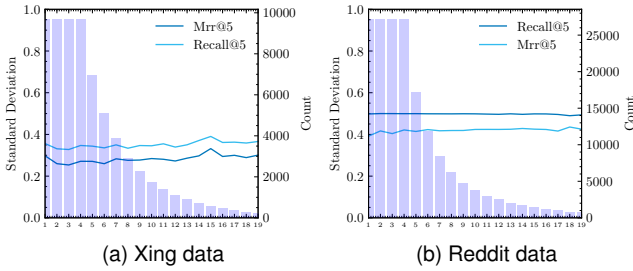 1.0
0.8
0.6
0.4
0.2
0.0
Standard Deviation
Mrr@5
Recall@5
10000
8000
6000
4000
2000
0
Count
1 2 3 4 5 6 7 8 9 10 11 12 13 14 15 16 17 18 19
(a) Xing data
1.0
0.8
0.6
0.4
0.2
0.0
Standard Deviation
Recall@5
Mrr@5
25000
20000
15000
10000
5000
0
Count
1 2 3 4 5 6 7 8 9 10 11 12 13 14 15 16 17 18 19
(b) Reddit data